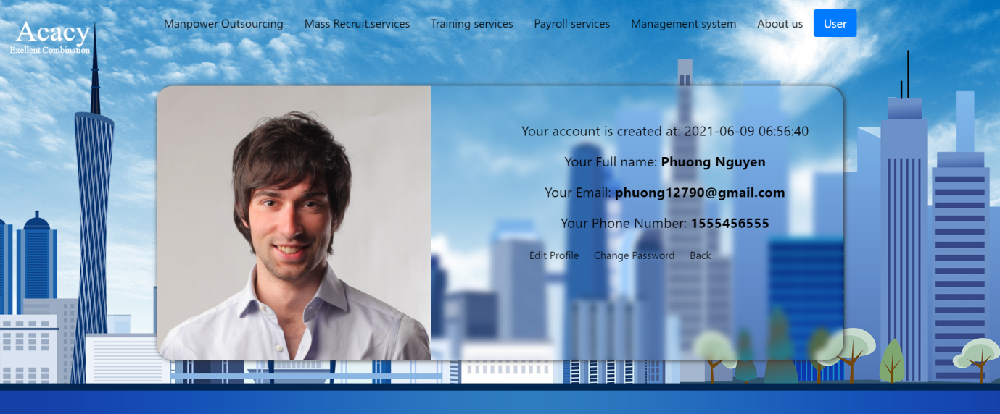 Acacy
Exellent Combination
Manpower Outsourcing Mass Recruit.services Training services Payroll services Management system About us User
Your account is created at: 2021-06-09 06:56:40
Your Full name: Phuong Nguyen
Your Email: phuong12790@gmail.com
Your Phone Number: 1555456555
Edit Profile Change Password Back